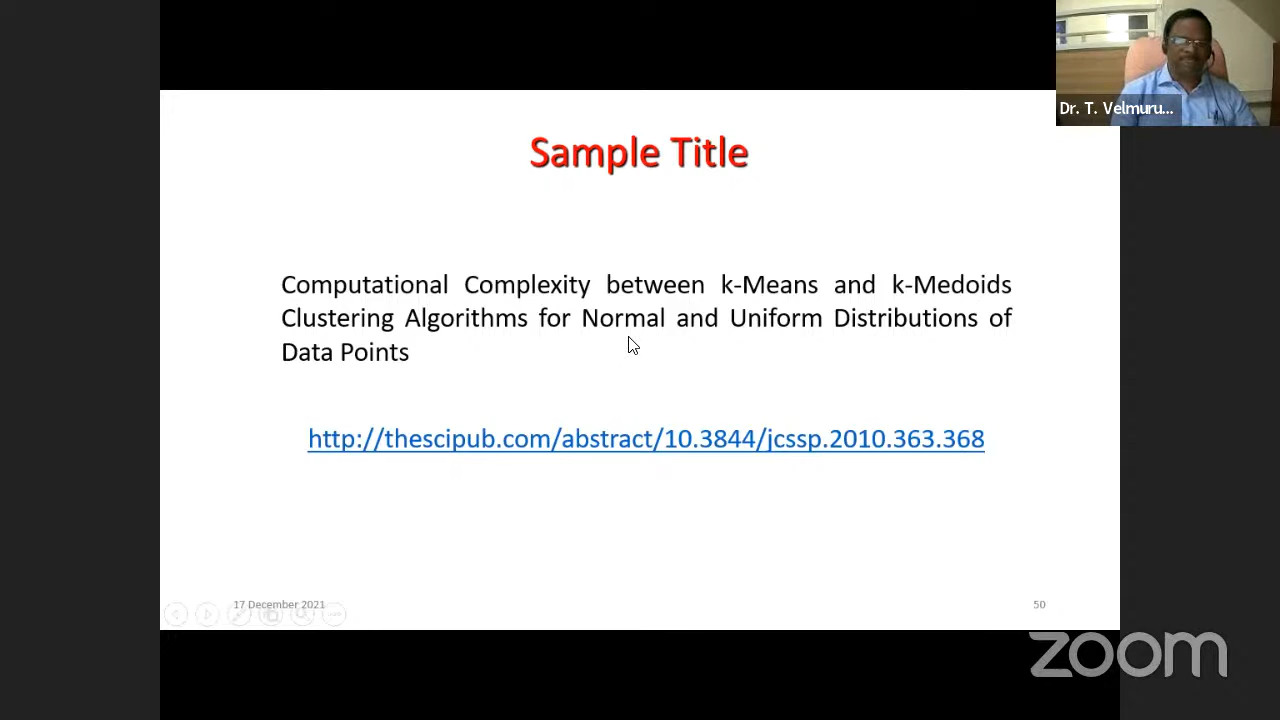 Dr. T. Velmuru...
Sample Title
Computational Complexity between k-Means and k-Medoids
Clustering Algorithms for Normal and Uniform Distributions of
Data Points
http://thescipub.com/abstract/10.3844/jcssp.2010.363.368
17 December 2021
50
zoom